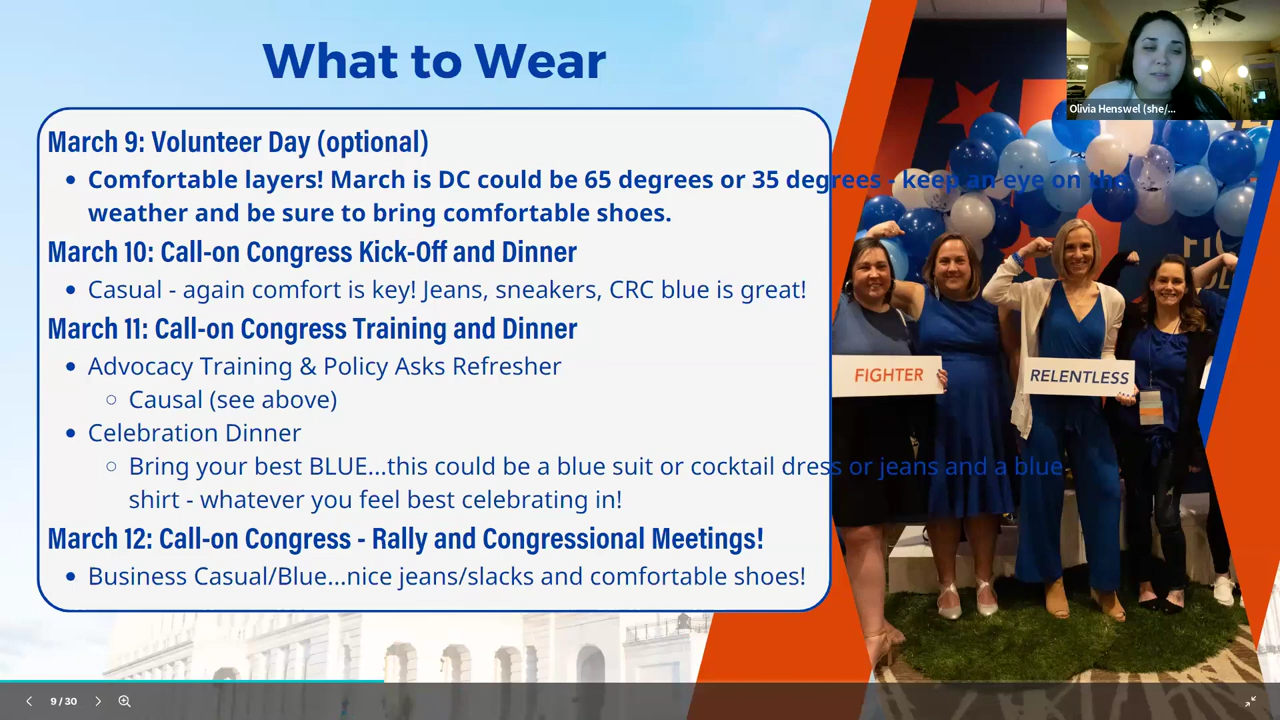 What to Wear
Olivia Henswel (she/...
March 9: Volunteer Day (optional)
• Comfortable layers! March is DC could be 65 degrees or 35 degrees - keep an eye on the
weather and be sure to bring comfortable shoes.
March 10: Call-on Congress Kick-Off and Dinner
• Casual - again comfort is key! Jeans, sneakers, CRC blue is great!
March 11: Call-on Congress Training and Dinner
• Advocacy Training & Policy Asks Refresher
○ Causal (see above)
• Celebration Dinner
○ Bring your best BLUE...this could be a blue suit or cocktail dress or jeans and a blue
shirt - whatever you feel best celebrating in!
March 12: Call-on Congress - Rally and Congressional Meetings!
• Business Casual/Blue...nice jeans/slacks and comfortable shoes!
FIGHTER
RELENTLESS
9 / 30